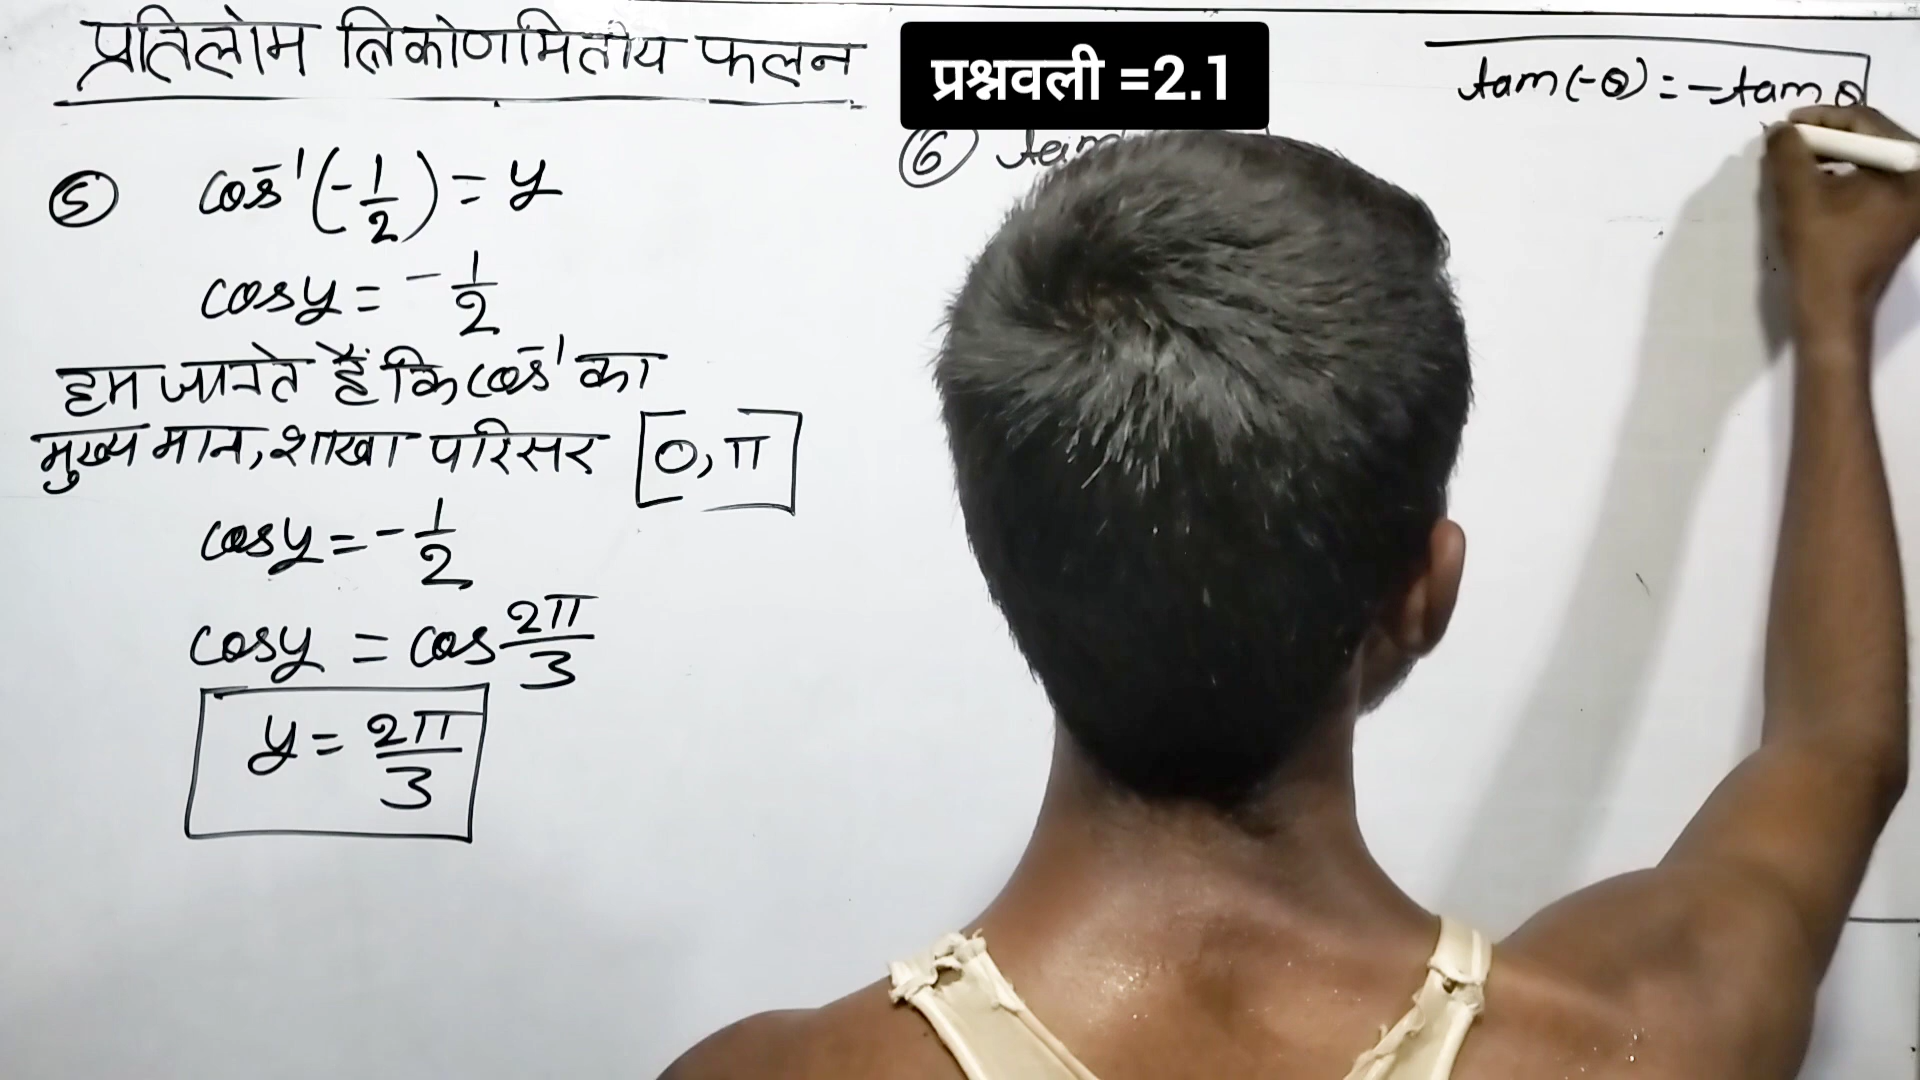 प्रतिलोम त्रिकोणमितीय फलन
प्रश्नवली =2.1
tan(-θ) = -tanθ
⑤ cos⁻¹(-1/2) = y
cosy = -1/2
हम जानते हैं कि cos⁻¹ का
मुख्य मान, शाखा परिसर [0, π]
cosy = -1/2
cosy = cos 2π/3
y = 2π/3
⑥ tan